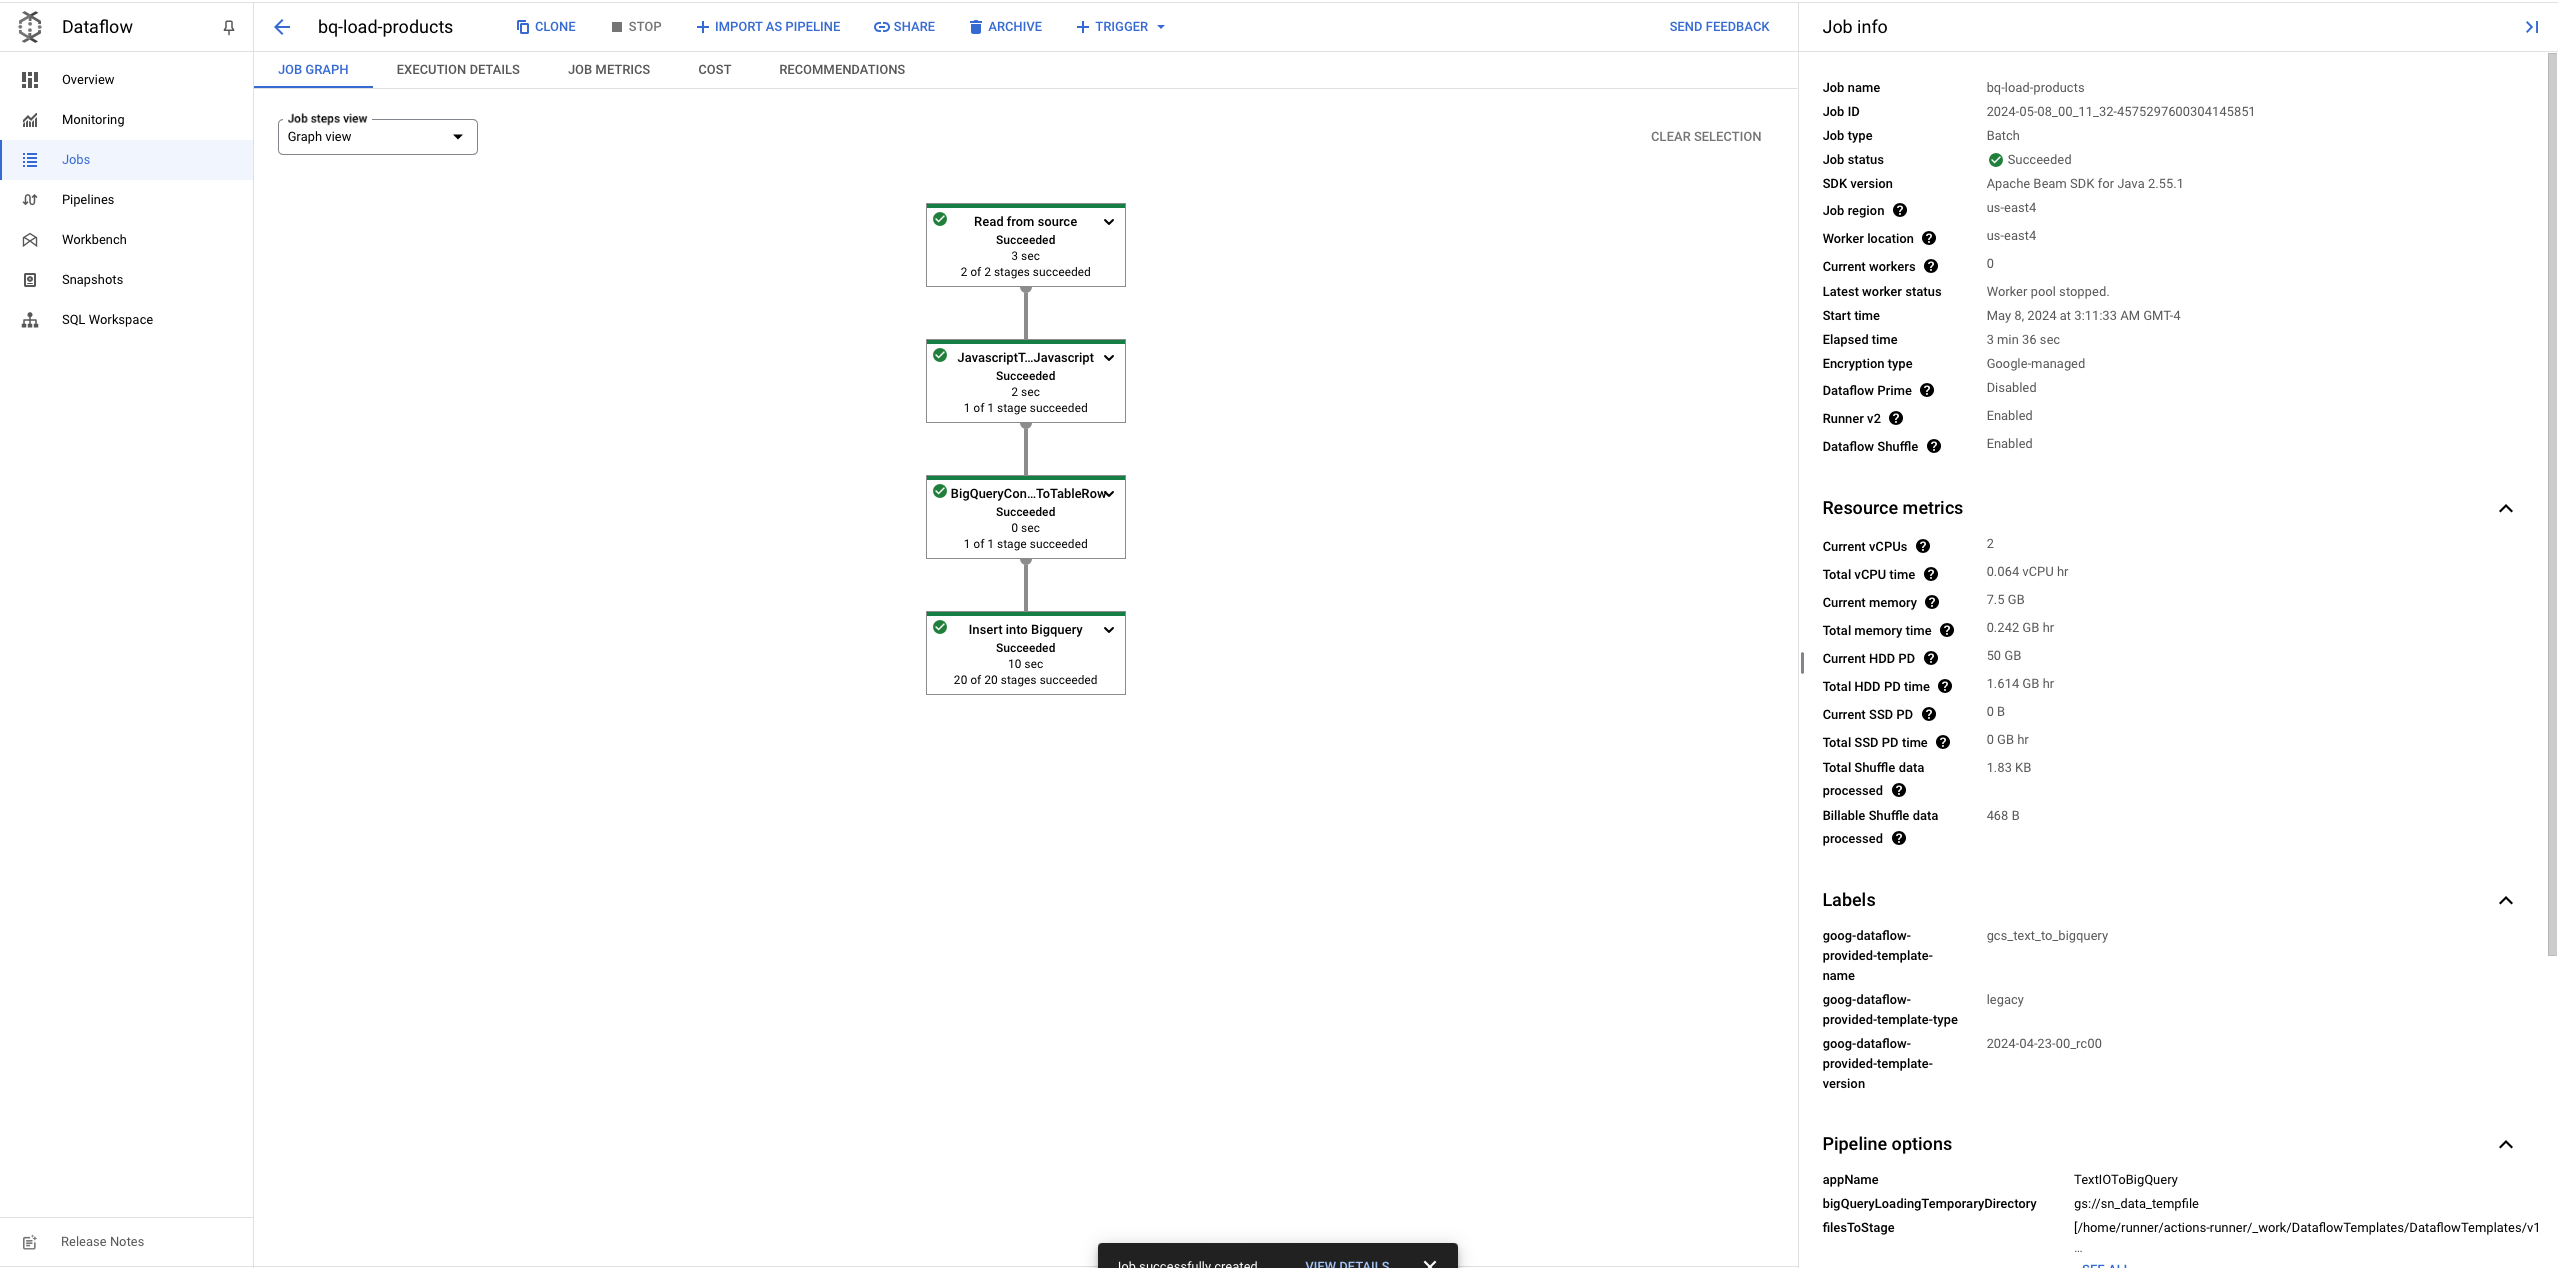 Dataflow
Overview
Monitoring
Jobs
Pipelines
Workbench
Snapshots
SQL Workspace
Release Notes
bq-load-products
CLONE
STOP
IMPORT AS PIPELINE
SHARE
ARCHIVE
TRIGGER
SEND FEEDBACK
JOB GRAPH
EXECUTION DETAILS
JOB METRICS
COST
RECOMMENDATIONS
Job steps view
Graph view
CLEAR SELECTION
Read from source
Succeeded
3 sec
2 of 2 stages succeeded
JavascriptT...Javascript
Succeeded
2 sec
1 of 1 stage succeeded
BigQueryCon...ToTableRow
Succeeded
0 sec
1 of 1 stage succeeded
Insert into Bigquery
Succeeded
10 sec
20 of 20 stages succeeded
Job successfully created
VIEW DETAILS
Job info
Job name bq-load-products
Job ID 2024-05-08_00_11_32-4575297600304145851
Job type Batch
Job status Succeeded
SDK version Apache Beam SDK for Java 2.55.1
Job region us-east4
Worker location us-east4
Current workers 0
Latest worker status Worker pool stopped.
Start time May 8, 2024 at 3:11:33 AM GMT-4
Elapsed time 3 min 36 sec
Encryption type Google-managed
Dataflow Prime Disabled
Runner v2 Enabled
Dataflow Shuffle Enabled
Resource metrics
Current vCPUs 2
Total vCPU time 0.064 vCPU hr
Current memory 7.5 GB
Total memory time 0.242 GB hr
Current HDD PD 50 GB
Total HDD PD time 1.614 GB hr
Current SSD PD 0 B
Total SSD PD time 0 GB hr
Total Shuffle data 1.83 KB
processed
Billable Shuffle data 468 B
processed
Labels
goog-dataflow- gcs_text_to_bigquery
provided-template-
name
goog-dataflow- legacy
provided-template-type
goog-dataflow- 2024-04-23-00_rc00
provided-template-
version
Pipeline options
appName TextIOToBigQuery
bigQueryLoadingTemporaryDirectory gs://sn_data_tempfile
filesToStage [/home/runner/actions-runner/_work/DataflowTemplates/DataflowTemplates/v1
...
SEE ALL